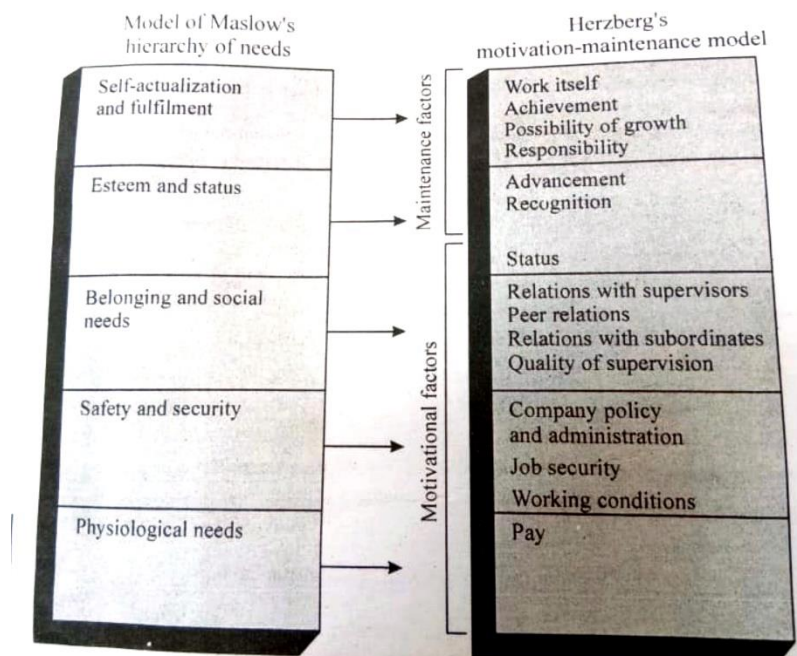 Model of Maslow's
hierarchy of needs
Self-actualization
and fulfilment
Esteem and status
Belonging and social
needs
Safety and security
Physiological needs
Maintenance factors
Motivational factors
Herzberg's
motivation-maintenance model
Work itself
Achievement
Possibility of growth
Responsibility
Advancement
Recognition
Status
Relations with supervisors
Peer relations
Relations with subordinates
Quality of supervision
Company policy
and administration
Job security
Working conditions
Pay